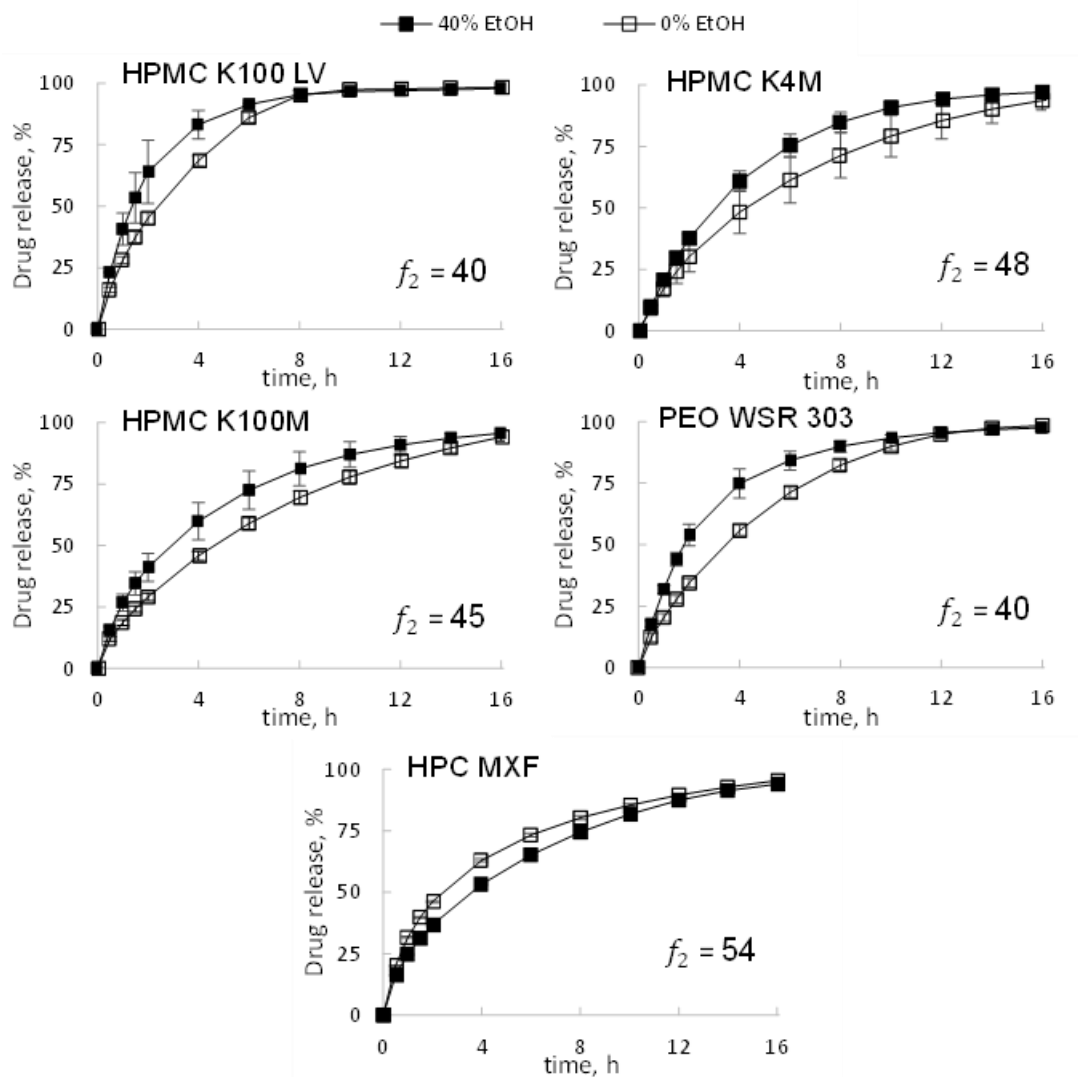 40% EtOH 0% EtOH
HPMC K100 LV
Drug release, %
100
75
50
25
0
f2 = 40
0 4 8 12 16
time, h
HPMC K4M
Drug release, %
100
75
50
25
0
f2 = 48
0 4 8 12 16
time, h
HPMC K100M
Drug release, %
100
75
50
25
0
f2 = 45
0 4 8 12 16
time, h
PEO WSR 303
Drug release, %
100
75
50
25
0
f2 = 40
0 4 8 12 16
time, h
HPC MXF
Drug release, %
100
75
50
25
0
f2 = 54
0 4 8 12 16
time, h